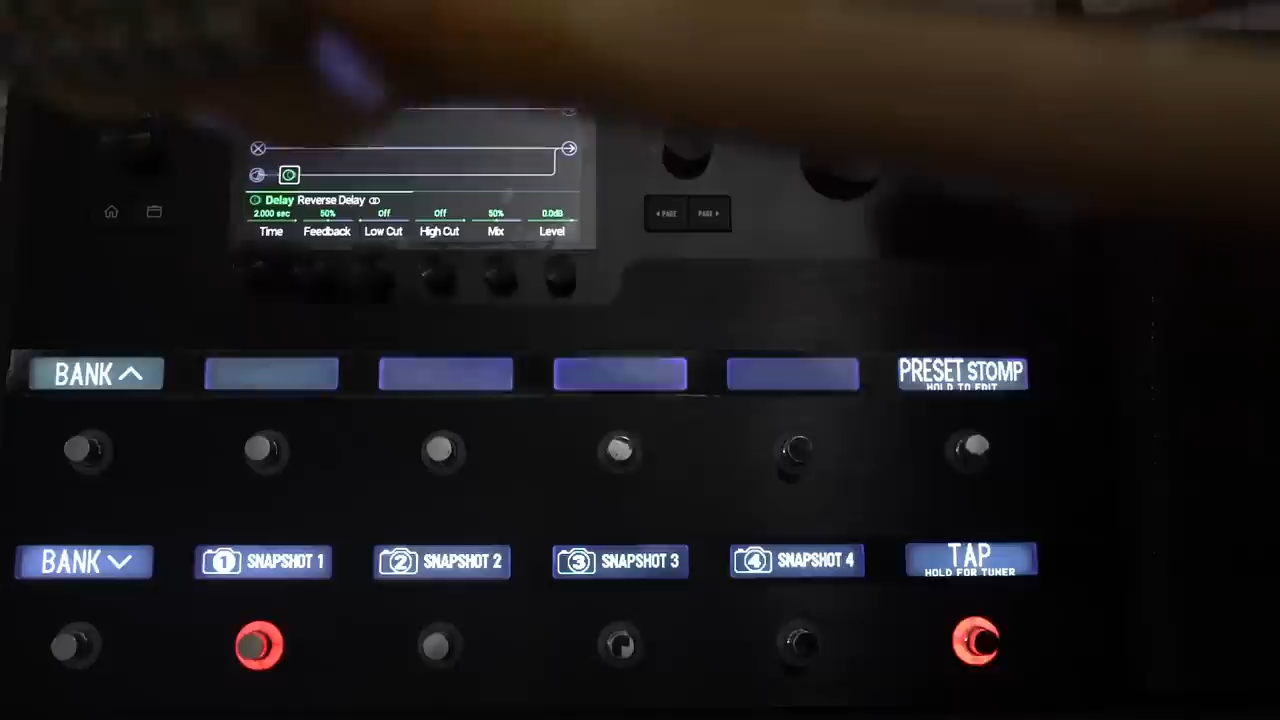 Delay Reverse Delay
2.000 sec 50% Off Off 50% 0.0dB
Time Feedback Low Cut High Cut Mix Level
PAGE PAGE
BANK PRESET STOMP
HOLD TO EDIT
BANK 1 SNAPSHOT 1 2 SNAPSHOT 2 3 SNAPSHOT 3 4 SNAPSHOT 4 TAP
HOLD FOR TUNER